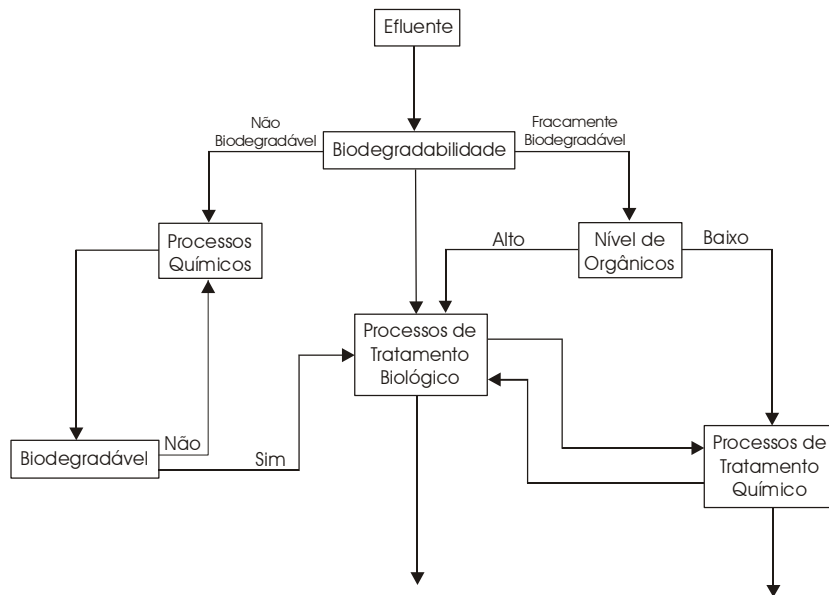 Efluente
Não
Biodegradável
Fracamente
Biodegradável
Biodegradabilidade
Processos
Químicos
Alto
Nível de
Orgânicos
Baixo
Processos de
Tratamento
Biológico
Biodegradável
Não
Sim
Processos de
Tratamento
Químico